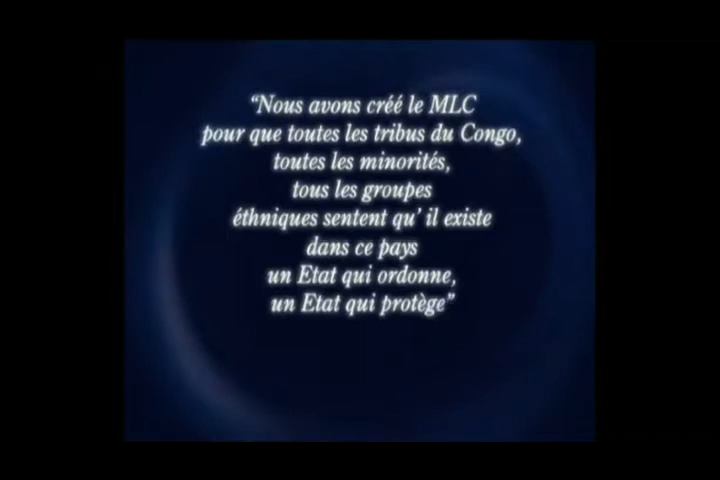 “Nous avons créé le MLC
pour que toutes les tribus du Congo,
toutes les minorités,
tous les groupes
éthniques sentent qu’ il existe
dans ce pays
un Etat qui ordonne,
un Etat qui protège”